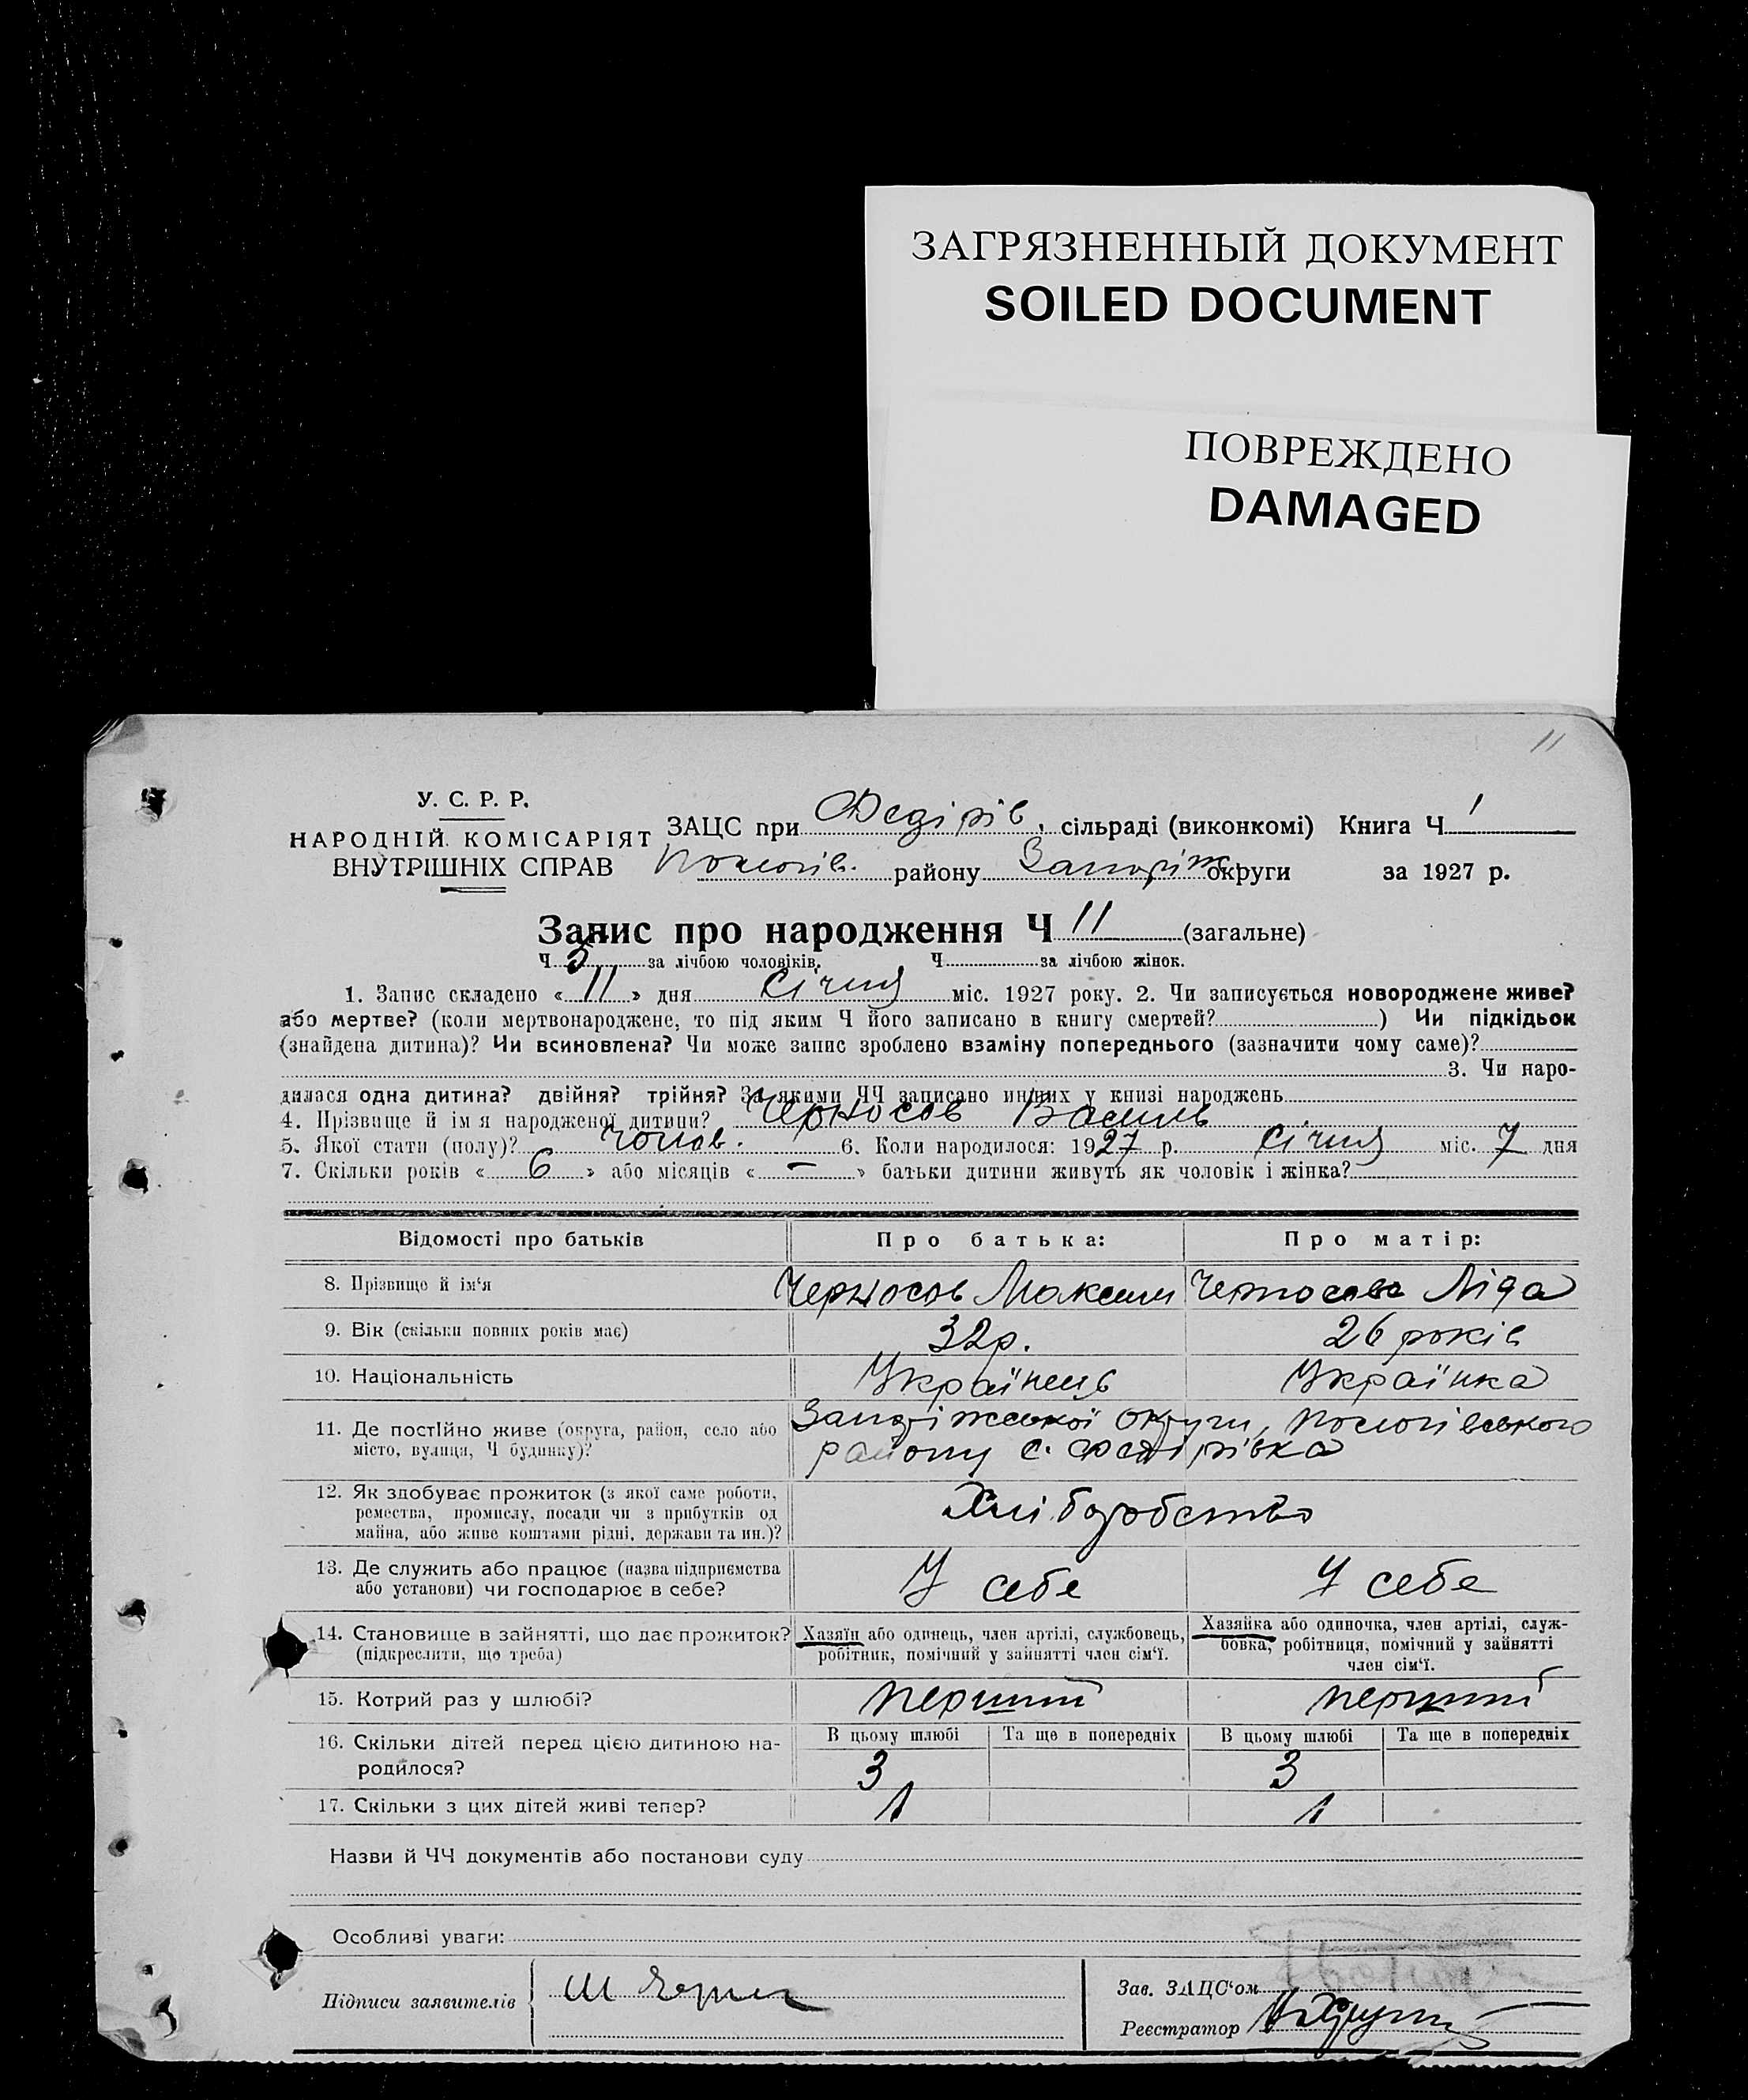 ЗАГРЯЗНЕННЫЙ ДОКУМЕНТ
SOILED DOCUMENT
ПОВРЕЖДЕНО
DAMAGED
11
У. С. Р. Р.
НАРОДНІЙ КОМІСАРІЯТ
ВНУТРІШНІХ СПРАВ
ЗАЦС при Федірів. сільраді (виконкомі) Книга Ч 1
Пологів. району Запоріж округи за 1927 р.
Запис про народження Ч 11 (загальне)
Ч 5 за лічбою чоловіків. Ч за лічбою жінок.
1. Запис складено « 11 » дня Січня міс. 1927 року. 2. Чи записується новороджене живе?
або мертве? (коли мертвонароджене, то під яким Ч його записано в книгу смертей? ) Чи підкідьок
(знайдена дитина)? Чи всиновлена? Чи може запис зроблено взаміну попереднього (зазначити чому саме)?
3. Чи наро-
дилася одна дитина? двійня? трійня? За якими ЧЧ записано инших у книзі народжень
4. Прізвище й ім я народженої дитини? Черносов Василь
5. Якої стати (полу)? Чолов. 6. Коли народилося: 1927 р. Січня міс. 7 дня
7. Скільки років « 6 » або місяців « – » батьки дитини живуть як чоловік і жінка?
Відомості про батьків Про батька: Про матір:
8. Прізвище й ім‘я Черносов Максим Черносова Ліда
9. Вік (скільки повних років має) 32р. 26 років
10. Національність Українець Українка
11. Де постійно живе (округа, район, село або Запоріжської округи, Пологівського
місто, вулиця, Ч будинку)? району с. Федірівка
12. Як здобуває прожиток (з якої саме роботи,
ремества, промислу, посади чи з прибутків од
майна, або живе коштами рідні, держави та ин.)? Хліборобство
13. Де служить або працює (назва підприємства
або установи) чи господарює в себе? У себе У себе
14. Становище в зайнятті, що дає прожиток?
(підкреслити, що треба)
Хазяїн або одинець, член артілі, службовець,
робітник, помічний у зайнятті член сім‘ї.
Хазяйка або одиночка, член артілі, служ-
бовка, робітниця, помічний у зайнятті
член сім‘ї.
15. Котрий раз у шлюбі? перший перший
16. Скільки дітей перед цією дитиною на-
родилося?
В цьому шлюбі Та ще в попередніх В цьому шлюбі Та ще в попередніх
3 3
17. Скільки з цих дітей живі тепер? 1 1
Назви й ЧЧ документів або постанови суду
Особливі уваги:
Підписи заявителів
Зав. ЗАЦС‘ом
Реєстратор